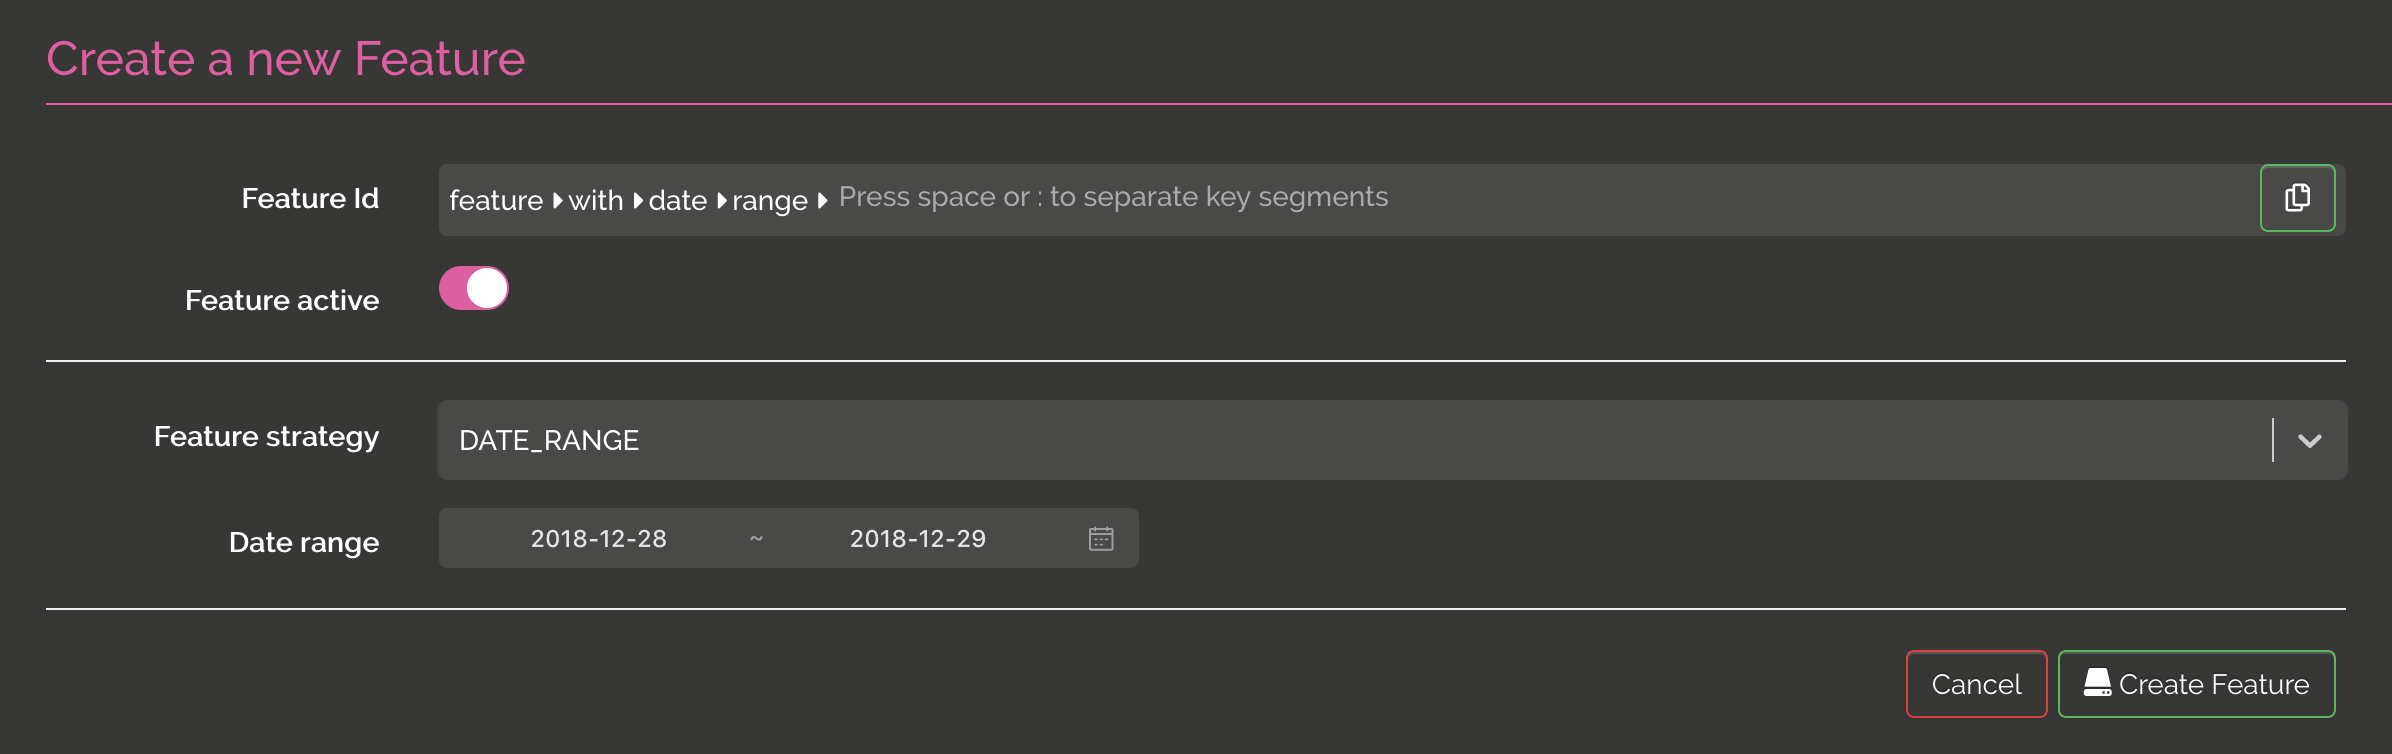 Create a new Feature
Feature Id feature with date range Press space or : to separate key segments
Feature active
Feature strategy DATE_RANGE
Date range 2018-12-28 ~ 2018-12-29
Cancel Create Feature